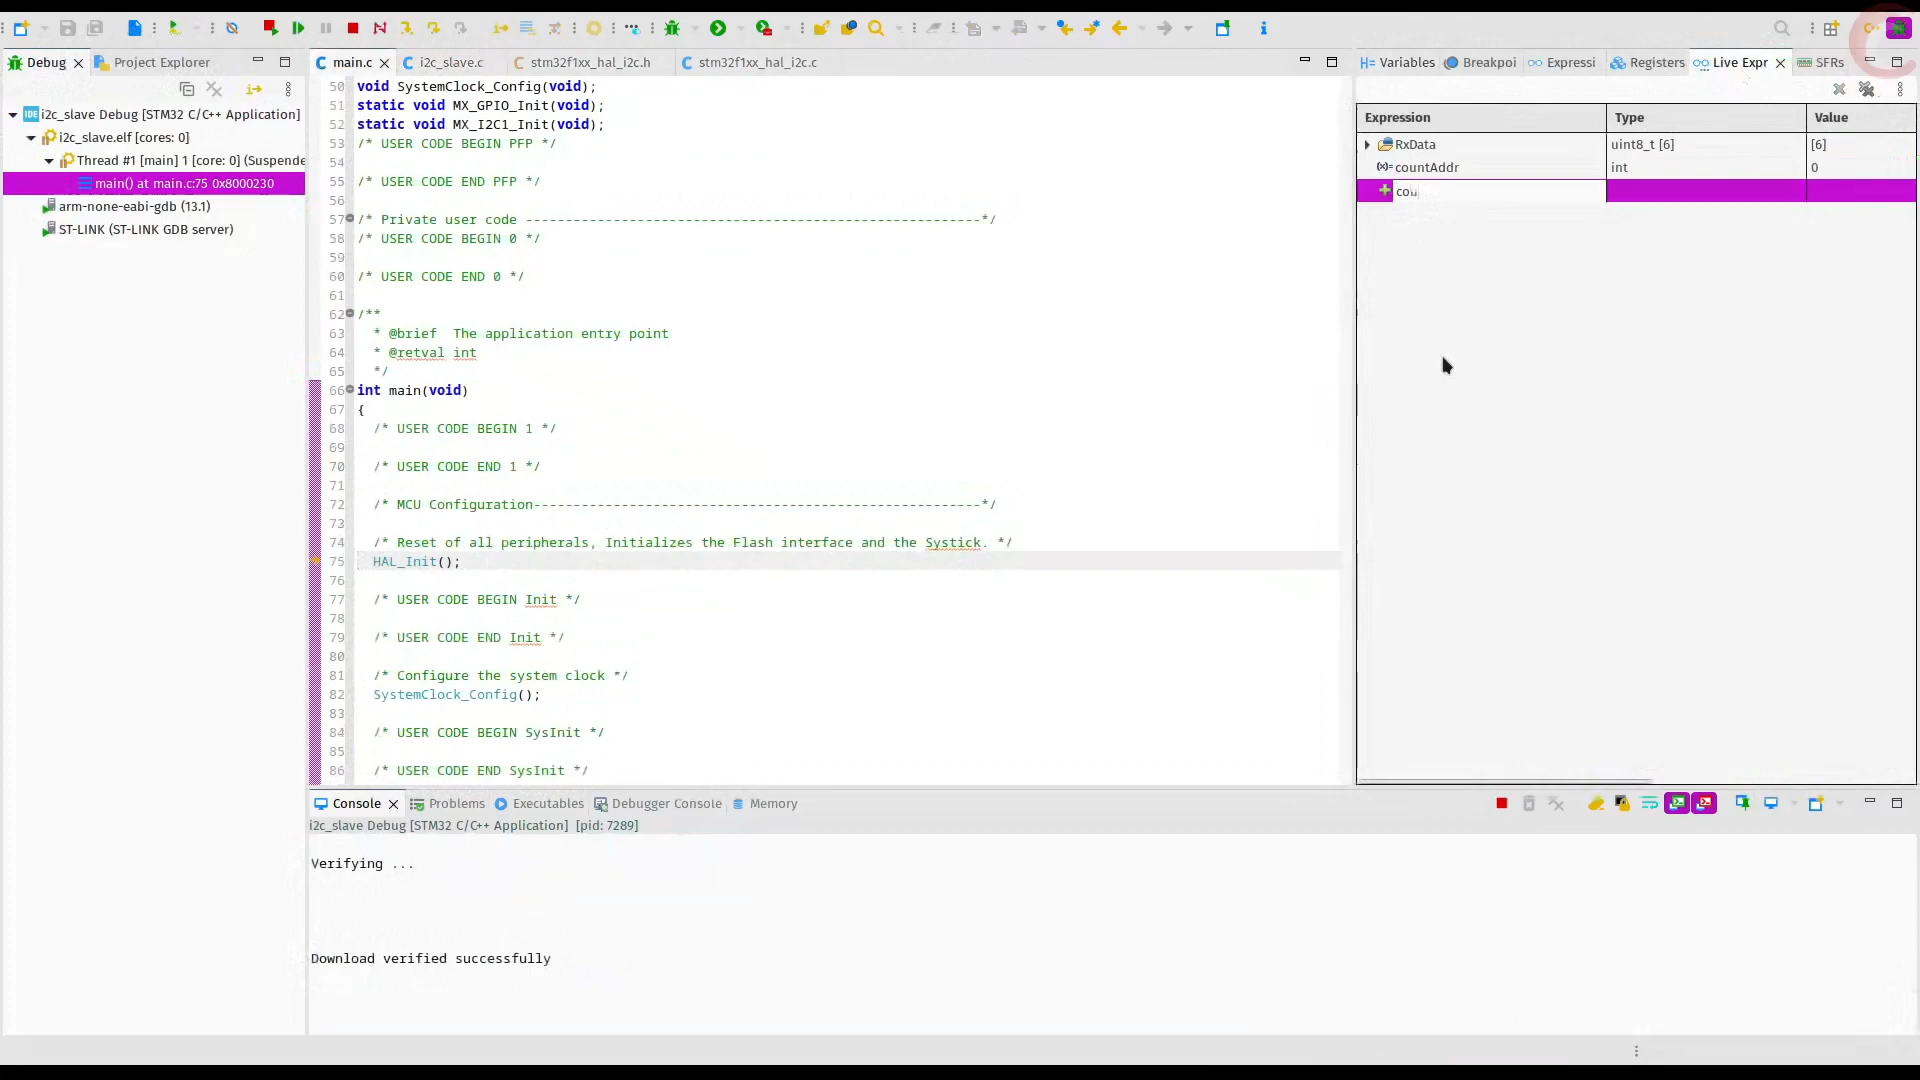 Debug
Project Explorer
i2c_slave Debug [STM32 C/C++ Application]
i2c_slave.elf [cores: 0]
Thread #1 [main] 1 [core: 0] (Suspende
main() at main.c:75 0x8000230
arm-none-eabi-gdb (13.1)
ST-LINK (ST-LINK GDB server)
main.c
i2c_slave.c
stm32f1xx_hal_i2c.h
stm32f1xx_hal_i2c.c
50 void SystemClock_Config(void);
51 static void MX_GPIO_Init(void);
52 static void MX_I2C1_Init(void);
53 /* USER CODE BEGIN PFP */
54
55 /* USER CODE END PFP */
56
57 /* Private user code ---------------------------------------------------------*/
58 /* USER CODE BEGIN 0 */
59
60 /* USER CODE END 0 */
61
62 /**
63   * @brief  The application entry point
64   * @retval int
65   */
66 int main(void)
67 {
68   /* USER CODE BEGIN 1 */
69
70   /* USER CODE END 1 */
71
72   /* MCU Configuration--------------------------------------------------------*/
73
74   /* Reset of all peripherals, Initializes the Flash interface and the Systick. */
75   HAL_Init();
76
77   /* USER CODE BEGIN Init */
78
79   /* USER CODE END Init */
80
81   /* Configure the system clock */
82   SystemClock_Config();
83
84   /* USER CODE BEGIN SysInit */
85
86   /* USER CODE END SysInit */
(x)= Variables
Breakpoi
Expressi
Registers
Live Expr
SFRs
Expression Type Value
RxData uint8_t [6] [6]
(x)= countAddr int 0
cou
Console
Problems
Executables
Debugger Console
Memory
i2c_slave Debug [STM32 C/C++ Application] [pid: 7289]
Verifying ...
Download verified successfully